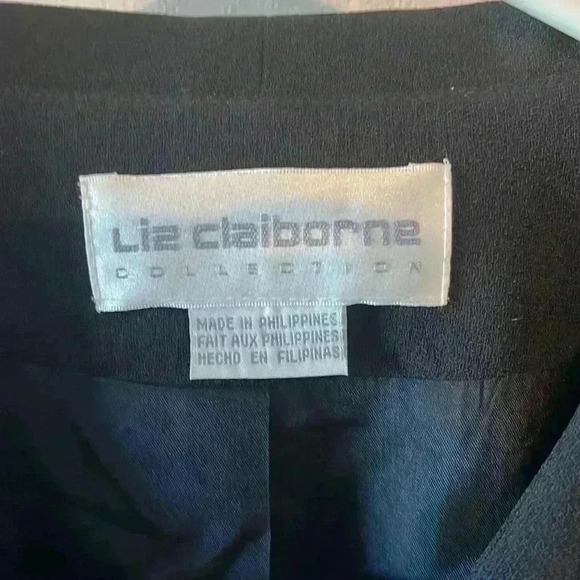 Liz claiborne
COLLECTION
MADE IN PHILIPPINES
FAIT AUX PHILIPPINES
HECHO EN FILIPINAS